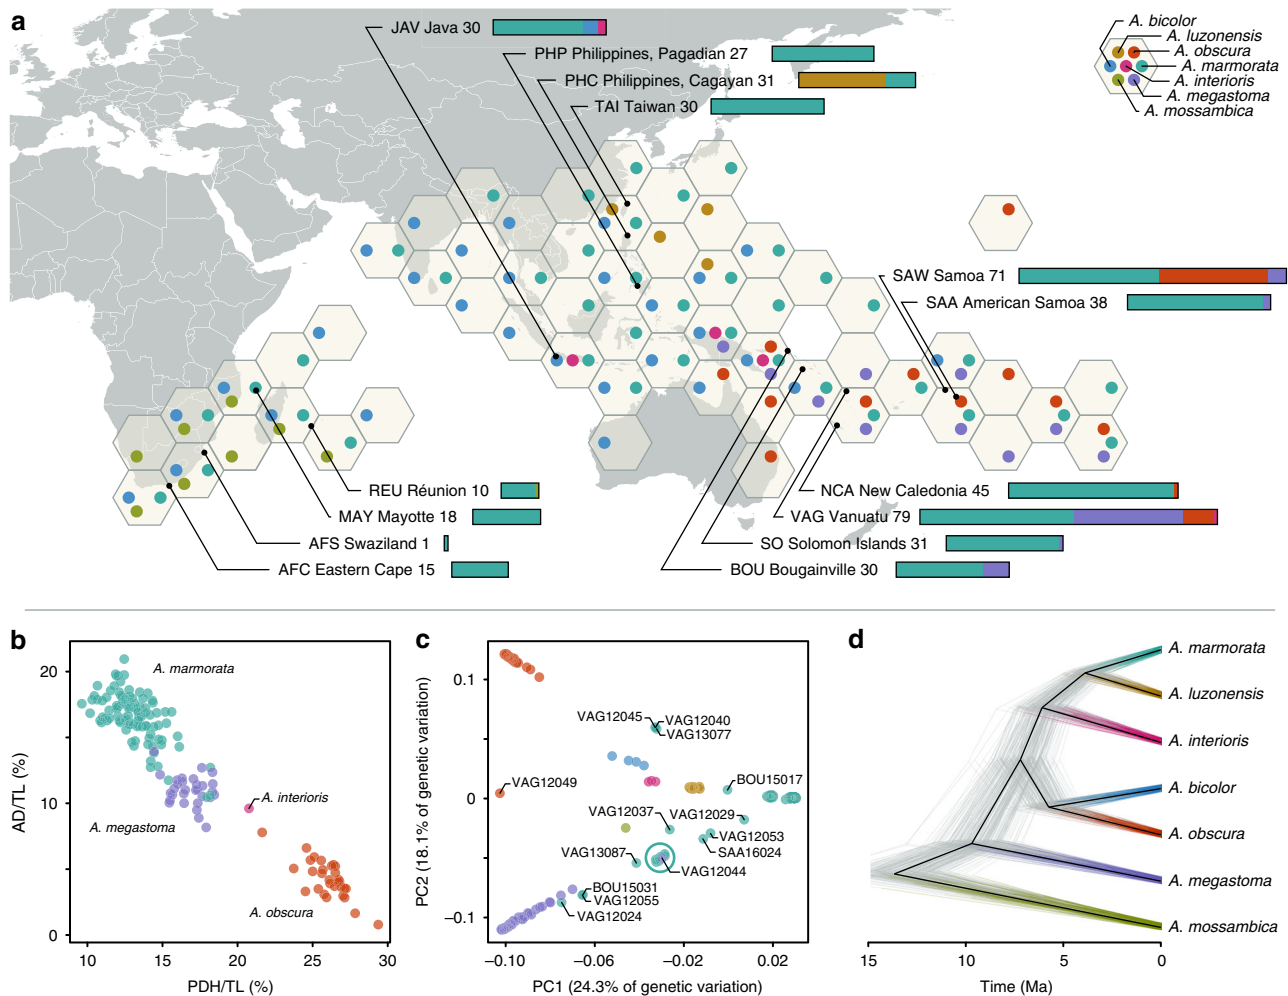 a
JAV Java 30
PHP Philippines, Pagadian 27
PHC Philippines, Cagayan 31
TAI Taiwan 30
A. bicolor
A. luzonensis
A. obscura
A. marmorata
A. interioris
A. megastoma
A. mossambica
SAW Samoa 71
SAA American Samoa 38
REU Réunion 10
MAY Mayotte 18
AFS Swaziland 1
AFC Eastern Cape 15
NCA New Caledonia 45
VAG Vanuatu 79
SO Solomon Islands 31
BOU Bougainville 30
b
AD/TL (%)
20
10
0
A. marmorata
A. interioris
A. megastoma
A. obscura
10
15
20
25
30
PDH/TL (%)
c
PC2 (18.1% of genetic variation)
0.1
0
−0.1
VAG12045
VAG12040
VAG13077
VAG12049
BOU15017
VAG12037
VAG12029
VAG12053
SAA16024
VAG13087
VAG12044
BOU15031
VAG12055
VAG12024
−0.10
−0.06
−0.02
0.02
PC1 (24.3% of genetic variation)
d
A. marmorata
A. luzonensis
A. interioris
A. bicolor
A. obscura
A. megastoma
A. mossambica
15
10
5
0
Time (Ma)